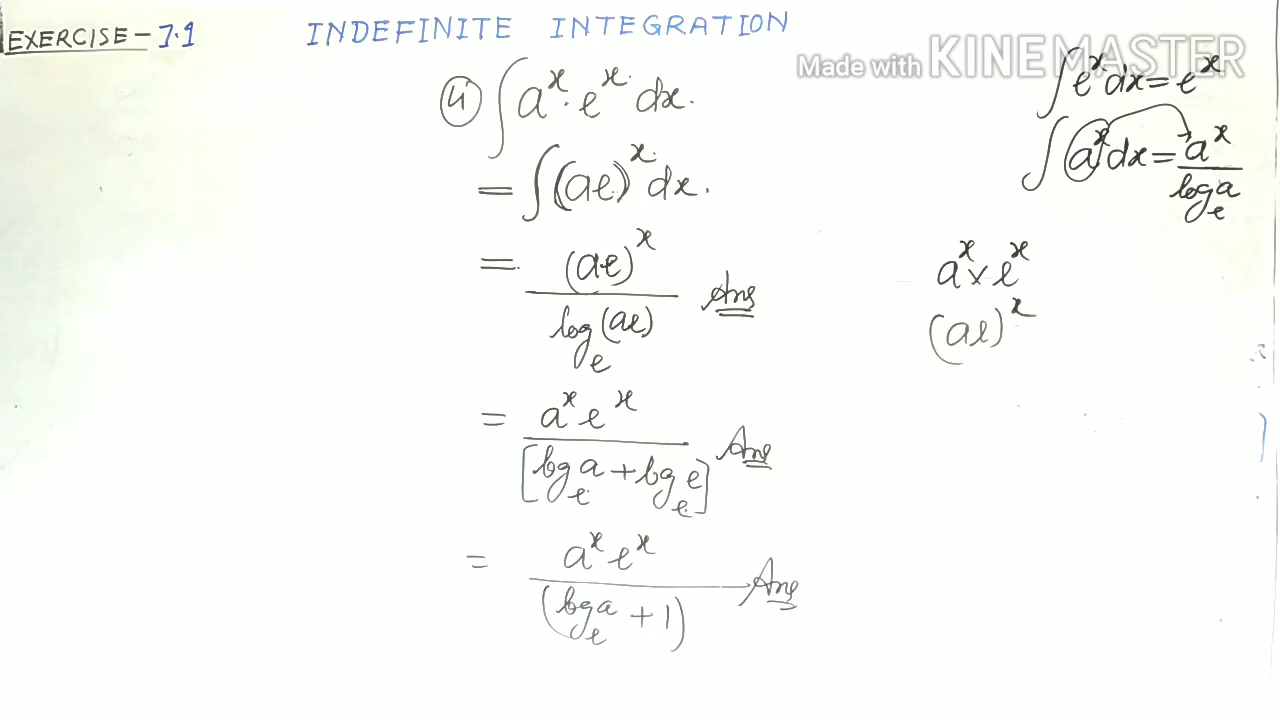 EXERCISE-7.1
INDEFINITE INTEGRATION
Made with KINEMASTER
④ ∫ a^x . e^x dx.
= ∫ (ae)^x dx.
= (ae)^x / log_e (ae) Ans
= a^x e^x / [log_e a + log_e e] Ans
= a^x e^x / (log_e a + 1) Ans
∫ e^x dx = e^x
∫ a^x dx = a^x / log_e a
a^x × e^x
(ae)^x